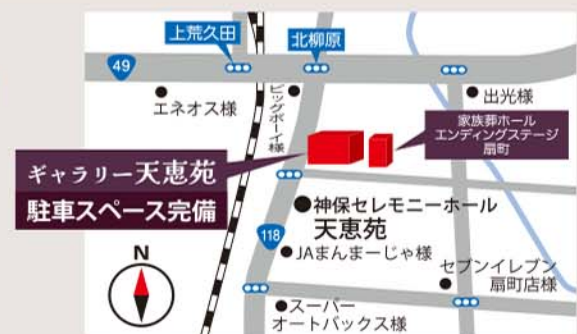 上荒久田
北柳原
49
エネオス様
ビッグボーイ様
出光様
家族葬ホール
エンディングステージ
扇町
ギャラリー天恵苑
駐車スペース完備
神保セレモニーホール
天恵苑
118
JAまんまーじゃ様
セブンイレブン
扇町店様
N
スーパー
オートバックス様